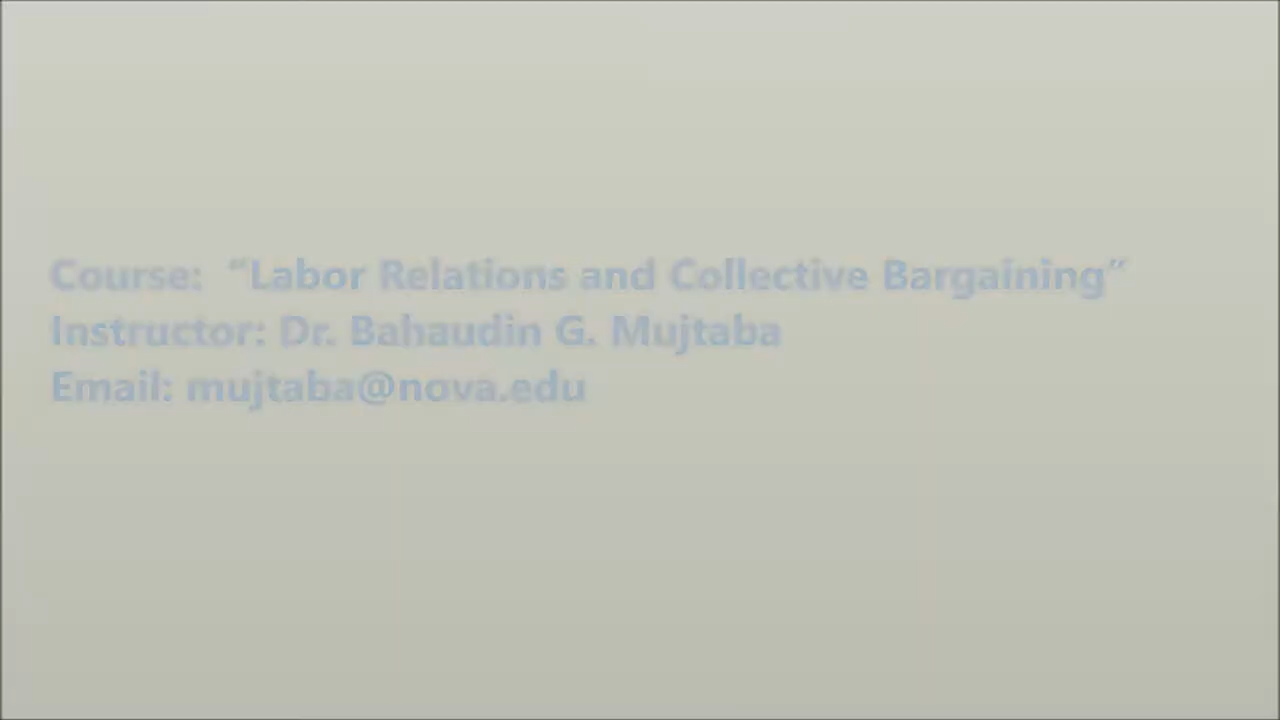 Course:  “Labor Relations and Collective Bargaining”
Instructor: Dr. Bahaudin G. Mujtaba
Email: mujtaba@nova.edu